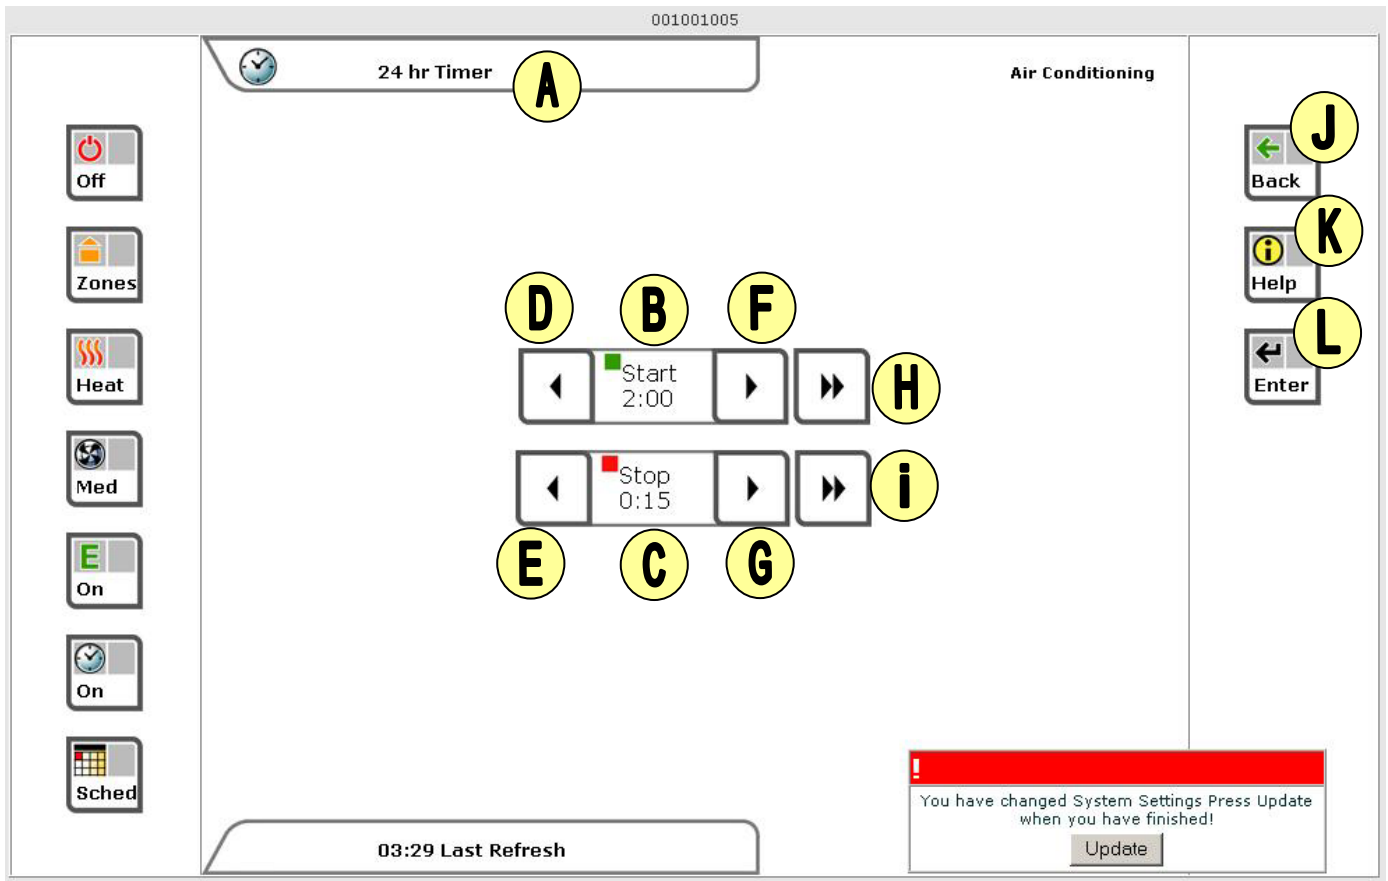 001001005
24 hr Timer
A
Air Conditioning
Off
Zones
Heat
Med
E
On
On
Sched
D
B
F
Start
2:00
H
Stop
0:15
i
E
C
G
J
Back
K
i
Help
L
Enter
!
You have changed System Settings Press Update
when you have finished!
Update
03:29 Last Refresh